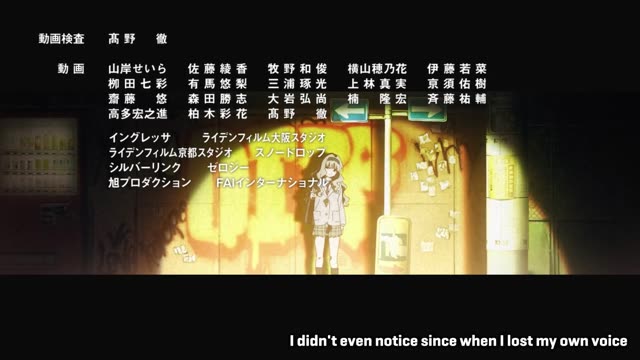 動画検査 髙野 徹
動画 山岸せいら 佐藤綾香 牧野和俊 横山穂乃花 伊藤若菜
栁田七彩 有馬悠梨 三浦琢光 上林真実 京須佑樹
齋藤 悠 森田勝志 大岩弘尚 楠 隆宏 斉藤祐輔
高多宏之進 柏木彩花 髙野 徹
イングレッサ ライデンフィルム大阪スタジオ
ライデンフィルム京都スタジオ スノードロップ
シルバーリンク ゼロシー
旭プロダクション FAIインターナショナル
I didn't even notice since when I lost my own voice